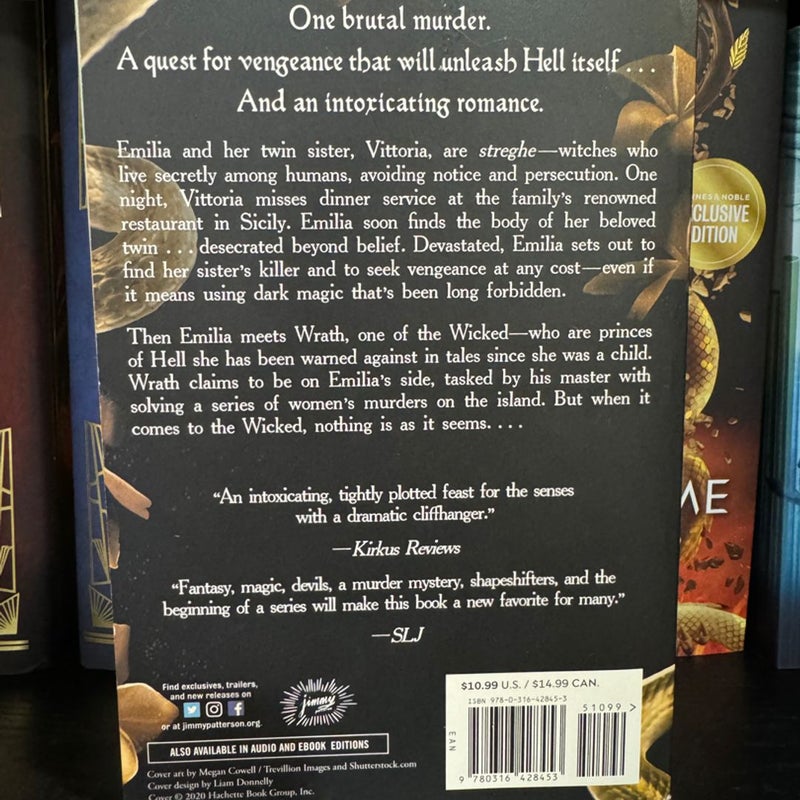 One brutal murder.
A quest for vengeance that will unleash Hell itself . . .
And an intoxicating romance.
Emilia and her twin sister, Vittoria, are streghe—witches who
live secretly among humans, avoiding notice and persecution. One
night, Vittoria misses dinner service at the family's renowned
restaurant in Sicily. Emilia soon finds the body of her beloved
twin . . . desecrated beyond belief. Devastated, Emilia sets out to
find her sister's killer and to seek vengeance at any cost—even if
it means using dark magic that's been long forbidden.
Then Emilia meets Wrath, one of the Wicked—who are princes
of Hell she has been warned against in tales since she was a child.
Wrath claims to be on Emilia's side, tasked by his master with
solving a series of women's murders on the island. But when it
comes to the Wicked, nothing is as it seems. . . .
“An intoxicating, tightly plotted feast for the senses
with a dramatic cliffhanger.”
—Kirkus Reviews
“Fantasy, magic, devils, a murder mystery, shapeshifters, and the
beginning of a series will make this book a new favorite for many.”
—SLJ
Find exclusives, trailers,
and new releases on
or at jimmypatterson.org.
jimmy
ALSO AVAILABLE IN AUDIO AND EBOOK EDITIONS
Cover art by Megan Cowell / Trevillion Images and Shutterstock.com
Cover design by Liam Donnelly
Cover © 2020 Hachette Book Group, Inc.
$10.99 U.S. / $14.99 CAN.
ISBN 978-0-316-42845-3
51099 >
EAN
9 780316 428453
NES & NOBLE
CLUSIVE
DITION
ME